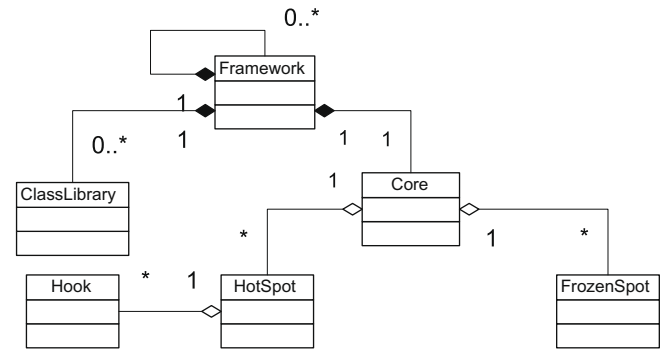 0..*
Framework
1
0..*
1
1
1
ClassLibrary
1
Core
*
1
*
Hook
*
1
HotSpot
FrozenSpot